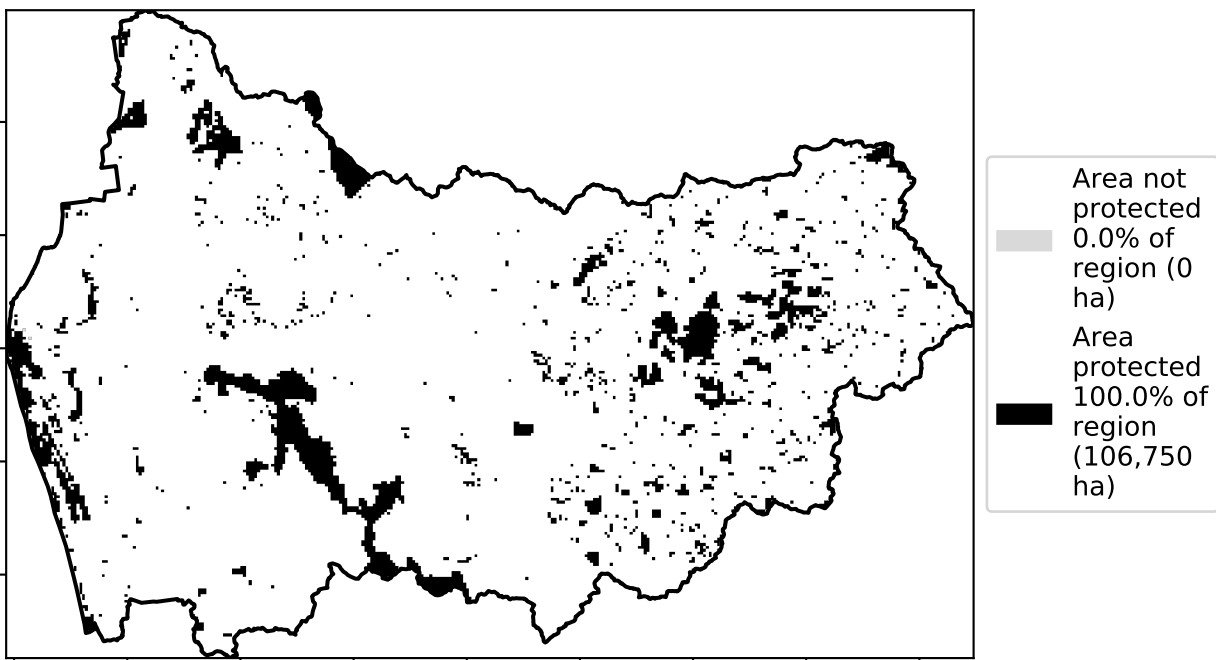 Area not
protected
0.0% of
region (0
ha)
Area
protected
100.0% of
region
(106,750
ha)